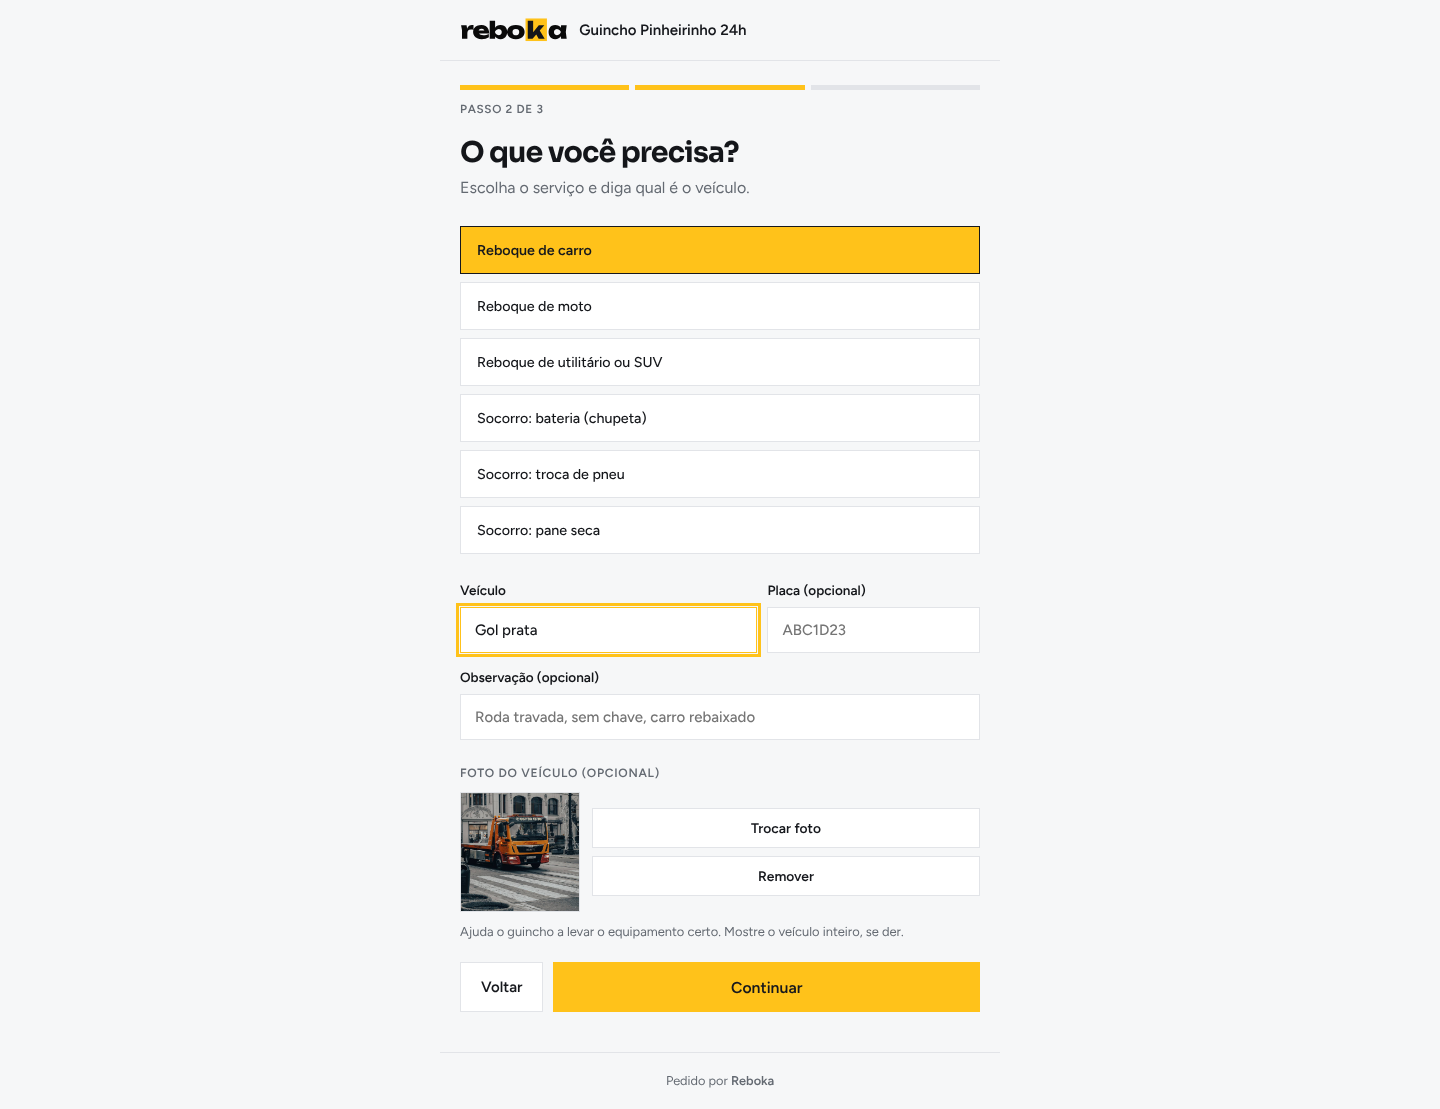 reboka Guincho Pinheirinho 24h
PASSO 2 DE 3
O que você precisa?
Escolha o serviço e diga qual é o veículo.
Reboque de carro
Reboque de moto
Reboque de utilitário ou SUV
Socorro: bateria (chupeta)
Socorro: troca de pneu
Socorro: pane seca
Veículo
Placa (opcional)
Gol prata
ABC1D23
Observação (opcional)
Roda travada, sem chave, carro rebaixado
FOTO DO VEÍCULO (OPCIONAL)
Trocar foto
Remover
Ajuda o guincho a levar o equipamento certo. Mostre o veículo inteiro, se der.
Voltar
Continuar
Pedido por Reboka